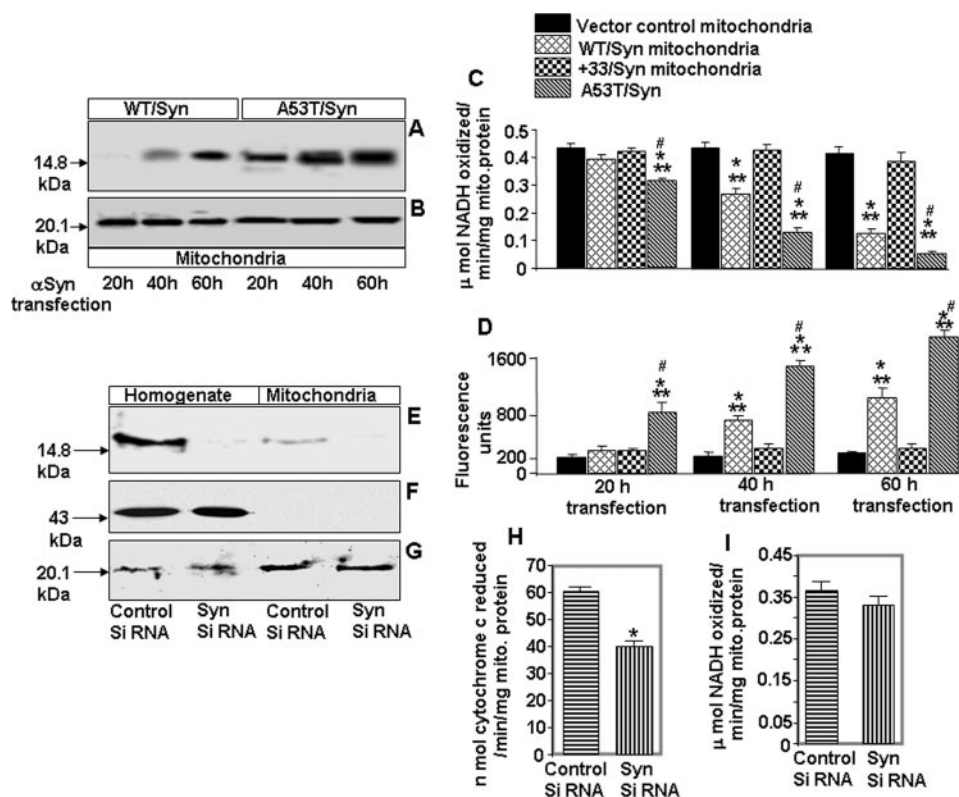 Vector control mitochondria
WT/Syn mitochondria
+33/Syn mitochondria
A53T/Syn
WT/Syn A53T/Syn
A
14.8
kDa
B
20.1
kDa
Mitochondria
αSyn
transfection
20h 40h 60h 20h 40h 60h
C
μ mol NADH oxidized/
min/mg mito.protein
0.5
0.4
0.3
0.2
0.1
0
#
*
**
*
**
#
*
**
*
**
#
*
**
D
Fluorescence
units
1600
800
200
0
#
*
**
*
**
#
*
**
*
**
#
*
**
20 h
transfection
40 h
transfection
60 h
transfection
Homogenate Mitochondria
E
14.8
kDa
F
43
kDa
G
20.1
kDa
Control
Si RNA
Syn
Si RNA
Control
Si RNA
Syn
Si RNA
H
n mol cytochrome c reduced
/min/mg mito. protein
70
60
50
40
30
20
10
0
*
Control
Si RNA
Syn
Si RNA
I
μ mol NADH oxidized/
min/mg mito.protein
0.45
0.35
0.25
0.15
0.05
0
Control
Si RNA
Syn
Si RNA